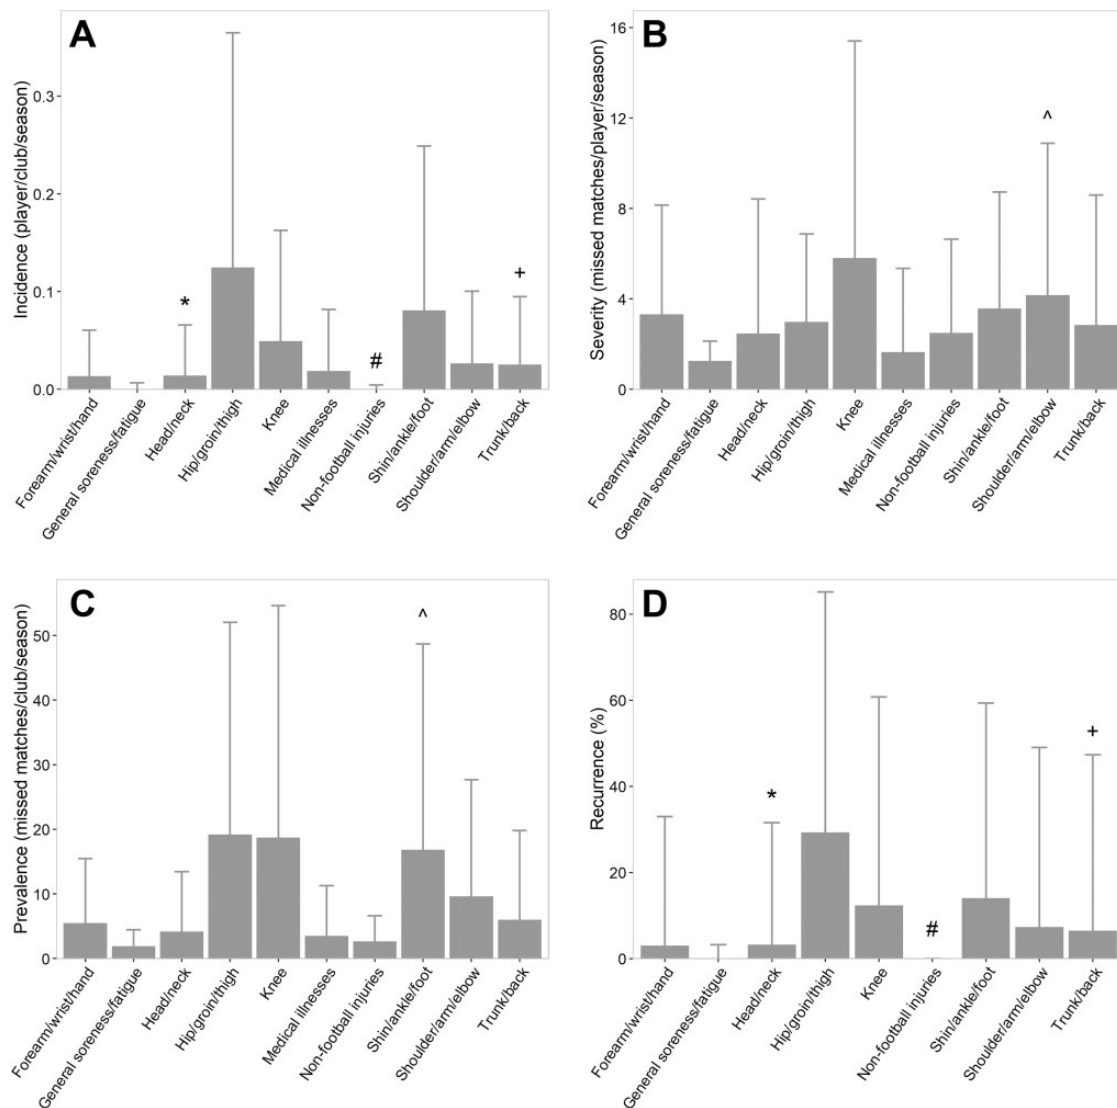 A
Incidence (player/club/season)
0.3
0.2
0.1
0.0
*
#
+
Forearm/wrist/hand
General soreness/fatigue
Head/neck
Hip/groin/thigh
Knee
Medical illnesses
Non-football injuries
Shin/ankle/foot
Shoulder/arm/elbow
Trunk/back
B
Severity (missed matches/player/season)
16
12
8
4
0
^
Forearm/wrist/hand
General soreness/fatigue
Head/neck
Hip/groin/thigh
Knee
Medical illnesses
Non-football injuries
Shin/ankle/foot
Shoulder/arm/elbow
Trunk/back
C
Prevalence (missed matches/club/season)
50
40
30
20
10
0
^
Forearm/wrist/hand
General soreness/fatigue
Head/neck
Hip/groin/thigh
Knee
Medical illnesses
Non-football injuries
Shin/ankle/foot
Shoulder/arm/elbow
Trunk/back
D
Recurrence (%)
80
60
40
20
0
*
#
+
Forearm/wrist/hand
General soreness/fatigue
Head/neck
Hip/groin/thigh
Knee
Non-football injuries
Shin/ankle/foot
Shoulder/arm/elbow
Trunk/back